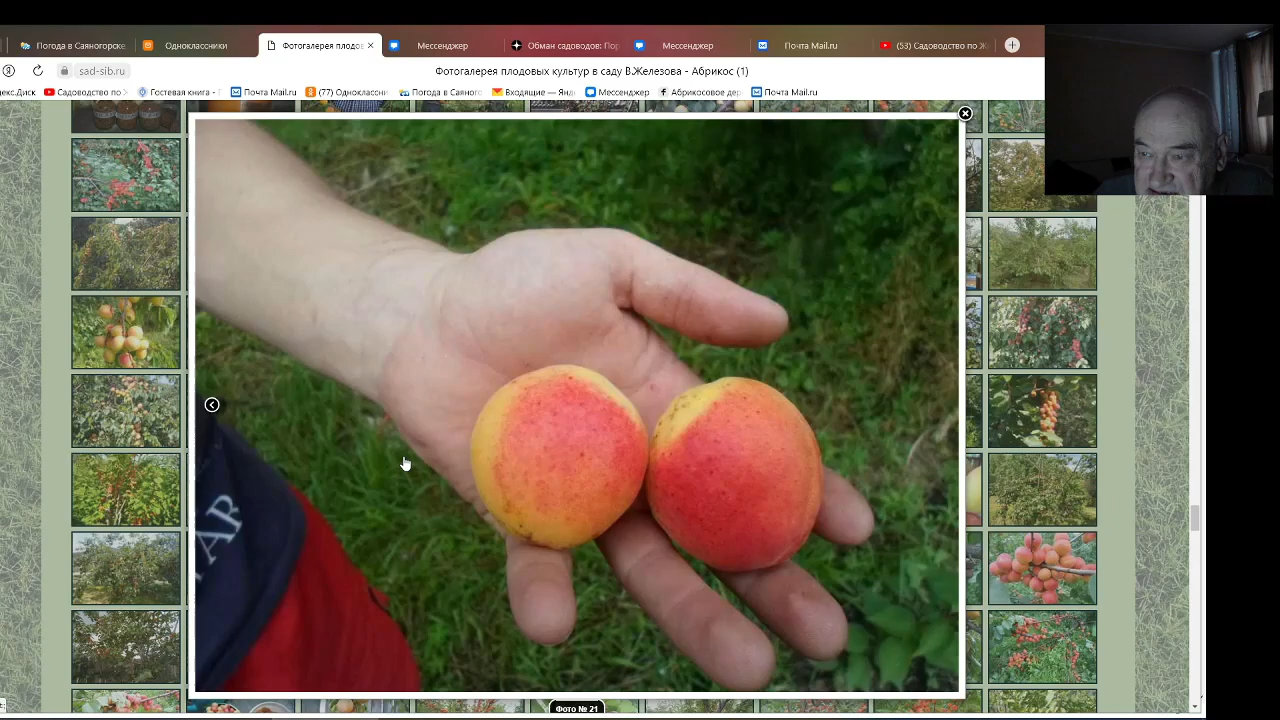 Погода в Саяногорске
Одноклассники
Фотогалерея плодов
Мессенджер
Обман садоводов: Пор
Мессенджер
Почта Mail.ru
(53) Садоводство по Ж
sad-sib.ru
Фотогалерея плодовых культур в саду В.Железова - Абрикос (1)
екс.Диск
Садоводство по
Гостевая книга -
Почта Mail.ru
(77) Одноклассни
Погода в Саяного
Входящие — Янд
Мессенджер
Абрикосовое дер
Почта Mail.ru
AR
Фото № 21